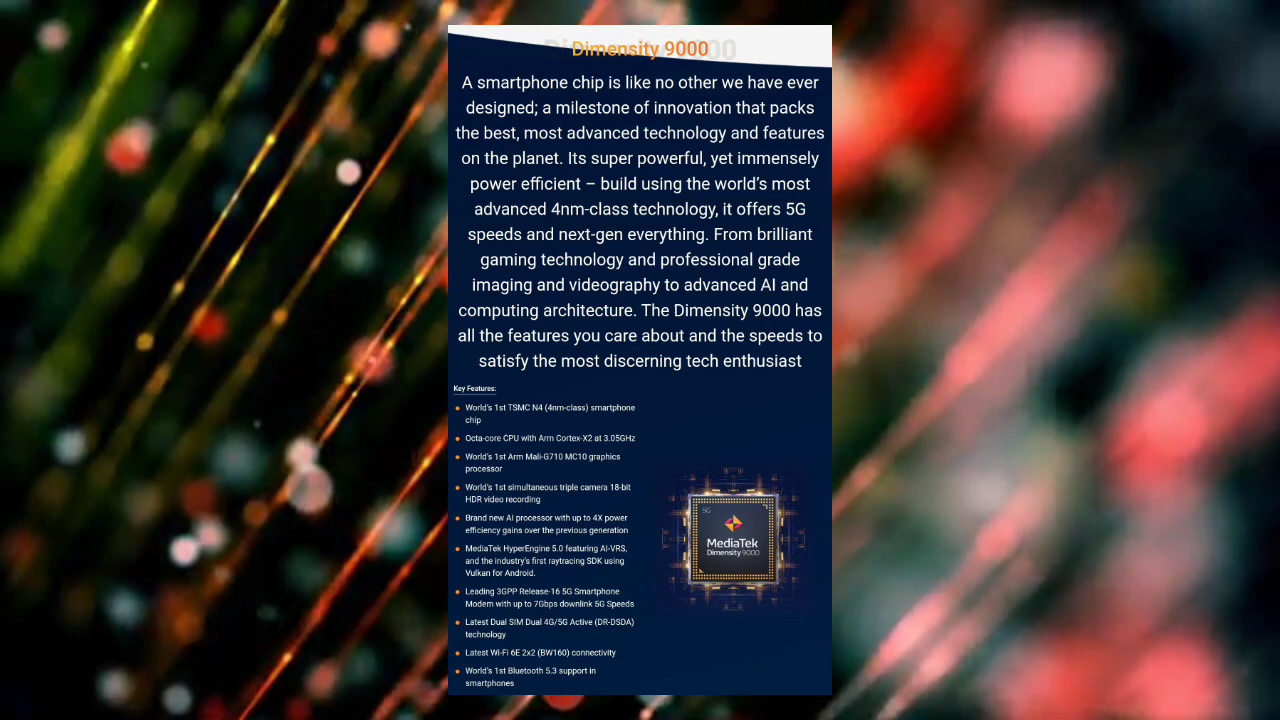 Dimensity 9000
A smartphone chip is like no other we have ever
designed; a milestone of innovation that packs
the best, most advanced technology and features
on the planet. Its super powerful, yet immensely
power efficient – build using the world's most
advanced 4nm-class technology, it offers 5G
speeds and next-gen everything. From brilliant
gaming technology and professional grade
imaging and videography to advanced AI and
computing architecture. The Dimensity 9000 has
all the features you care about and the speeds to
satisfy the most discerning tech enthusiast
Key Features:
World's 1st TSMC N4 (4nm-class) smartphone
chip
Octa-core CPU with Arm Cortex-X2 at 3.05GHz
World's 1st Arm Mali-G710 MC10 graphics
processor
World's 1st simultaneous triple camera 18-bit
HDR video recording
Brand new AI processor with up to 4X power
efficiency gains over the previous generation
MediaTek HyperEngine 5.0 featuring AI-VRS,
and the industry's first raytracing SDK using
Vulkan for Android.
Leading 3GPP Release-16 5G Smartphone
Modem with up to 7Gbps downlink 5G Speeds
Latest Dual SIM Dual 4G/5G Active (DR-DSDA)
technology
Latest Wi-Fi 6E 2x2 (BW160) connectivity
World's 1st Bluetooth 5.3 support in
smartphones
5G
MediaTek
Dimensity 9000